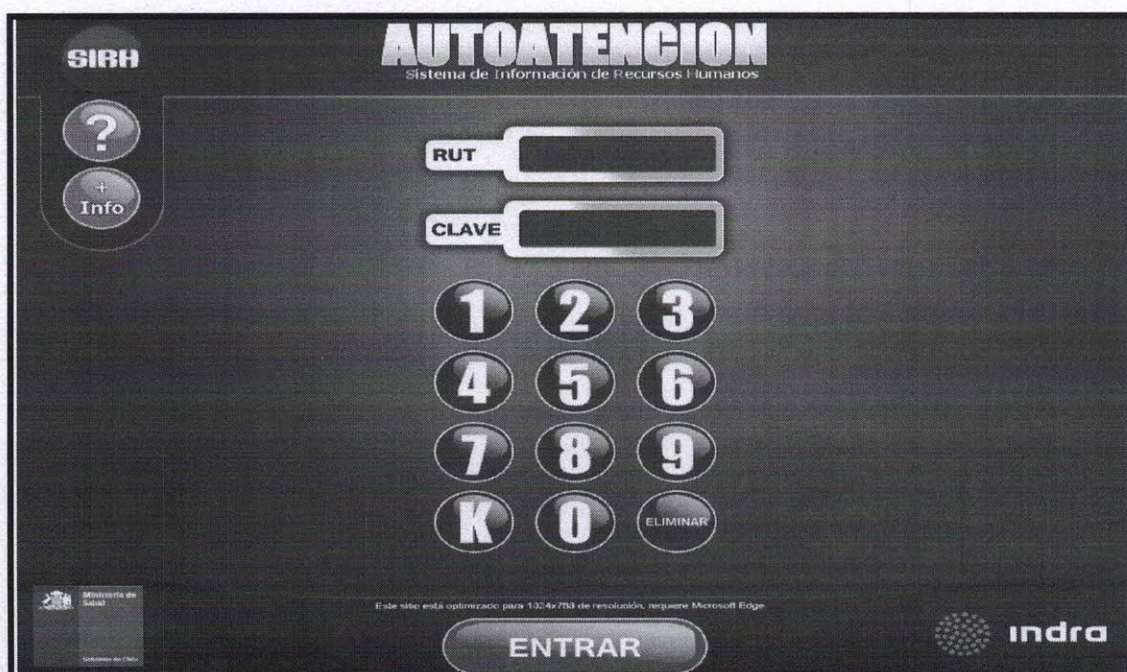 SIRH
AUTOATENCION
Sistema de Información de Recursos Humanos
?
+
Info
RUT
CLAVE
1 2 3
4 5 6
7 8 9
K 0 ELIMINAR
Ministerio de
Salud
Gobierno de Chile
Este sitio está optimizado para 1024x768 de resolución, requiere Microsoft Edge
ENTRAR
indra